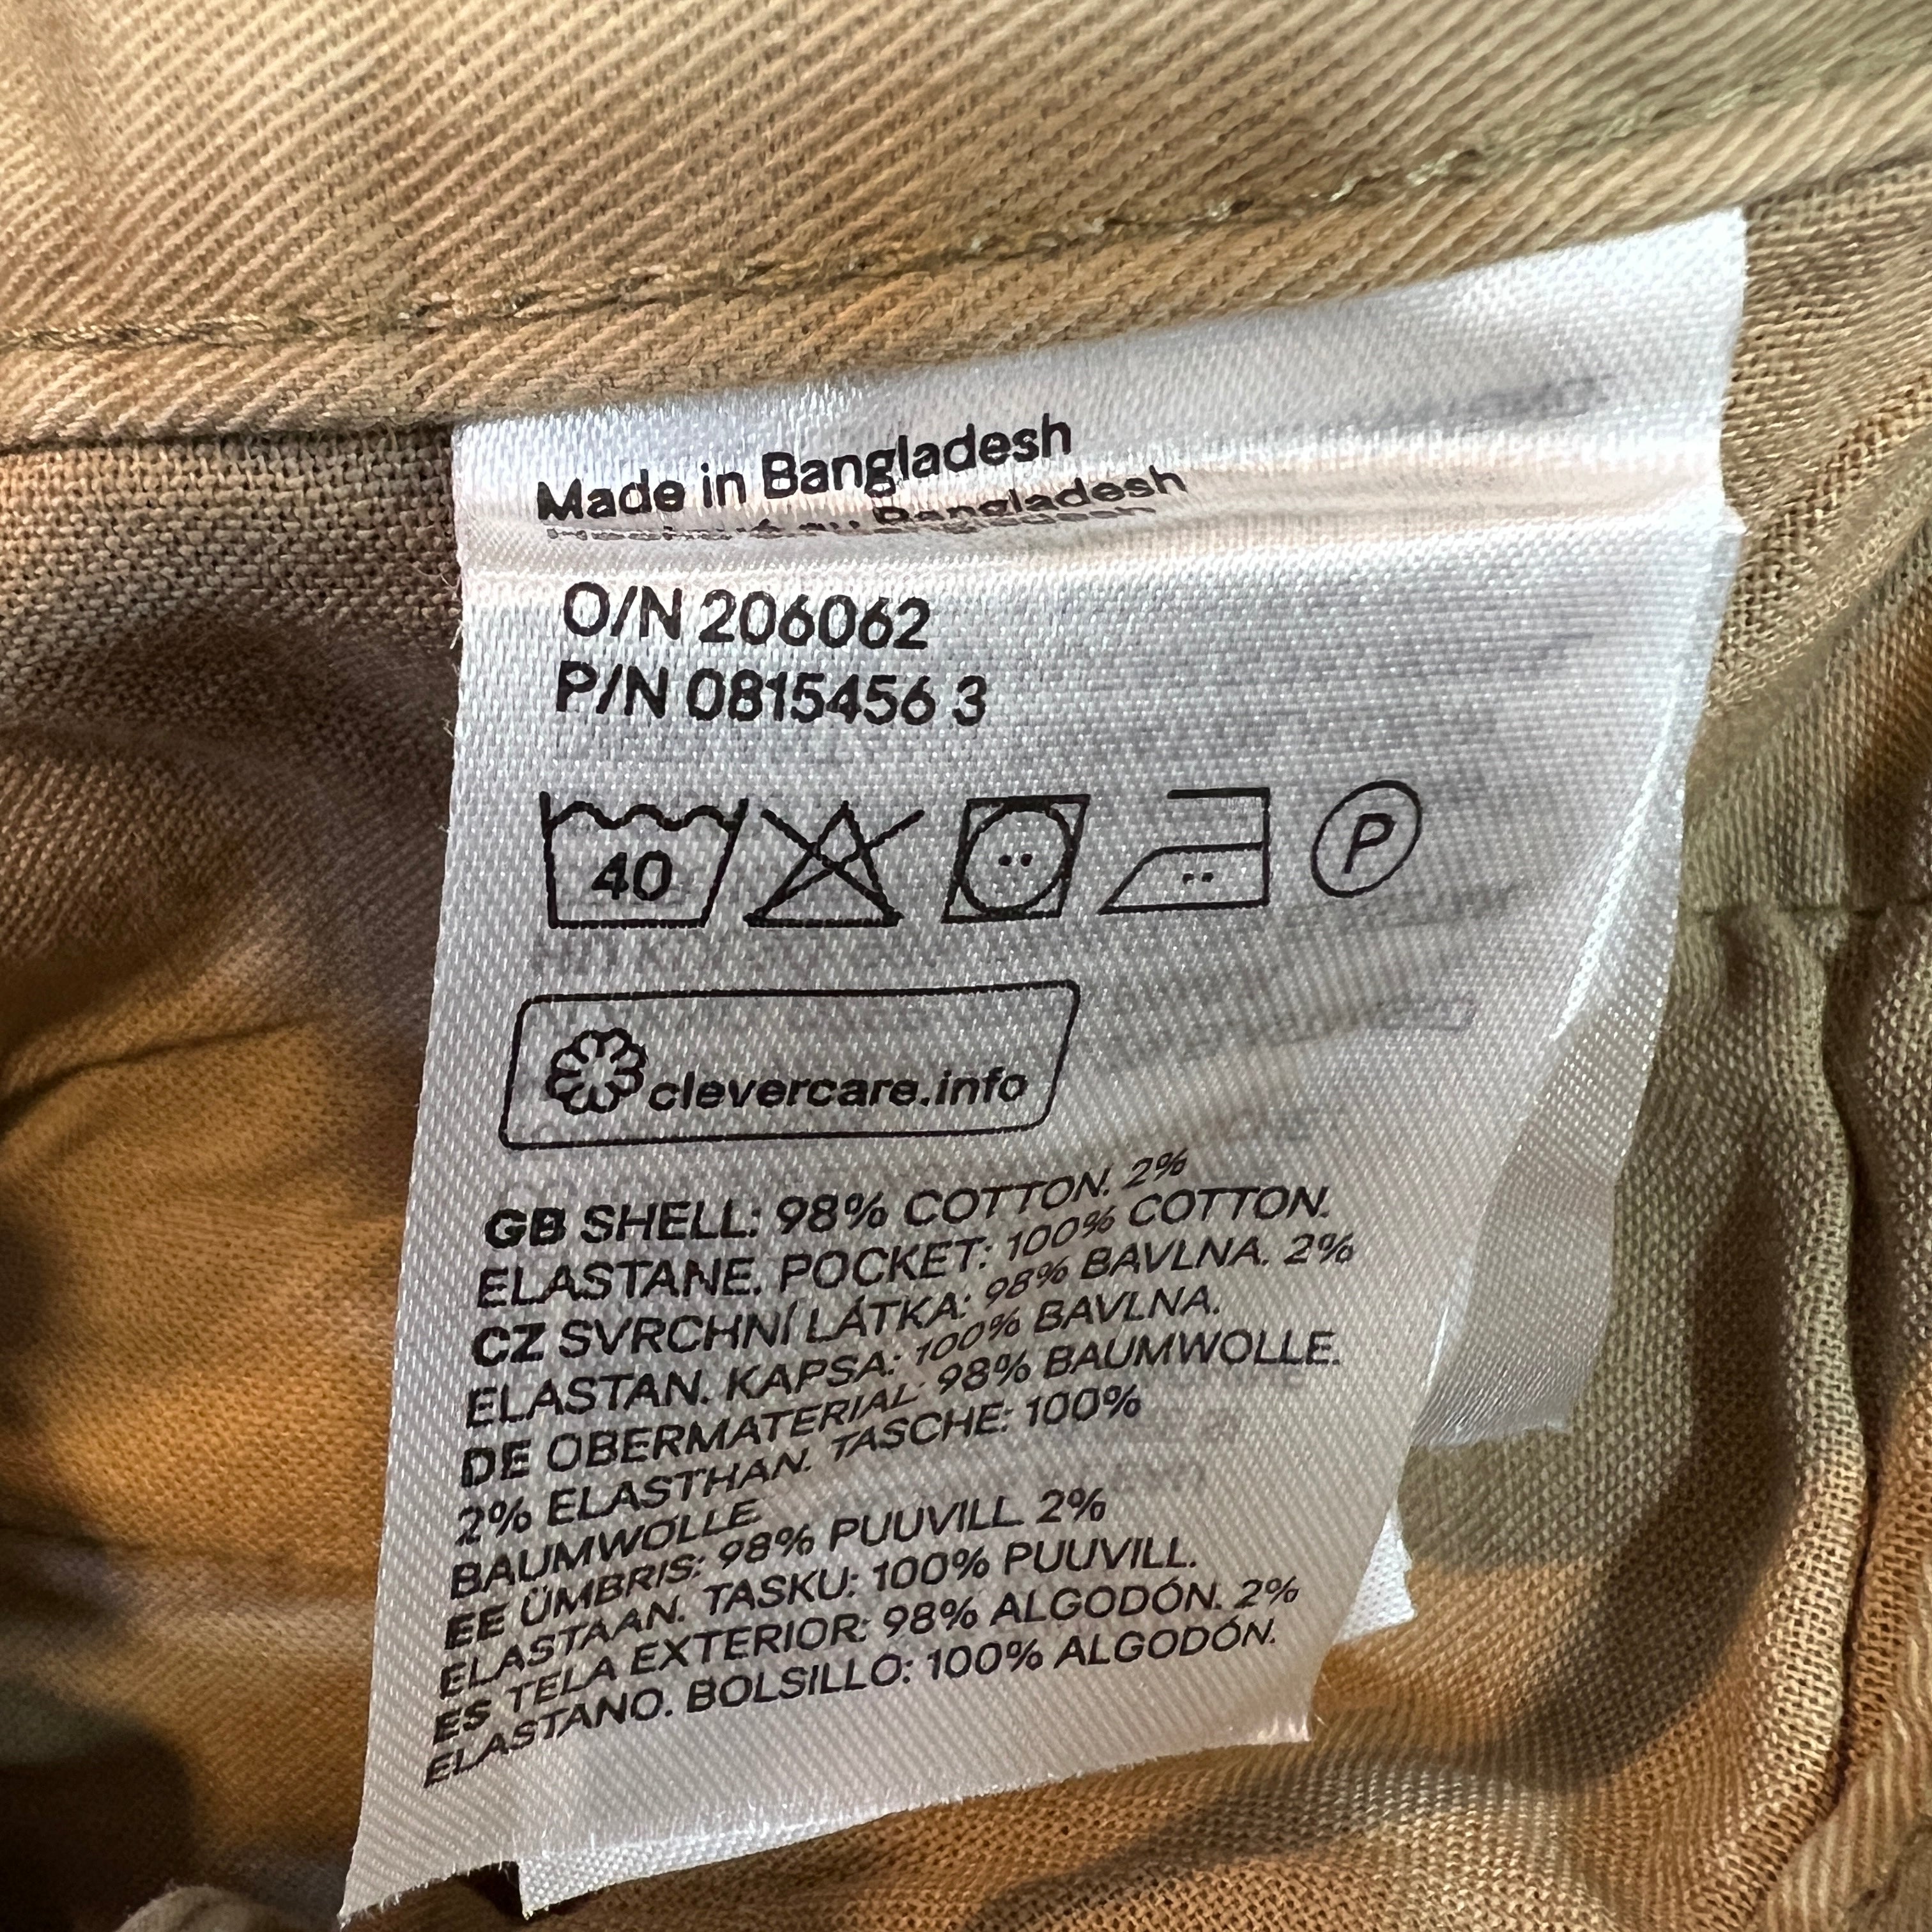 Made in Bangladesh
Bangladesh
O/N 206062
P/N 0815456 3
40
P
clevercare.info
GB SHELL: 98% COTTON. 2%
ELASTANE. POCKET: 100% COTTON.
CZ SVRCHNÍ LÁTKA: 98% BAVLNA. 2%
ELASTAN. KAPSA: 100% BAVLNA.
DE OBERMATERIAL: 98% BAUMWOLLE.
2% ELASTHAN. TASCHE: 100%
BAUMWOLLE
EE ÜMBRIS: 98% PUUVILL. 2%
ELASTAAN. TASKU: 100% PUUVILL.
ES TELA EXTERIOR: 98% ALGODÓN. 2%
ELASTANO. BOLSILLO: 100% ALGODÓN.